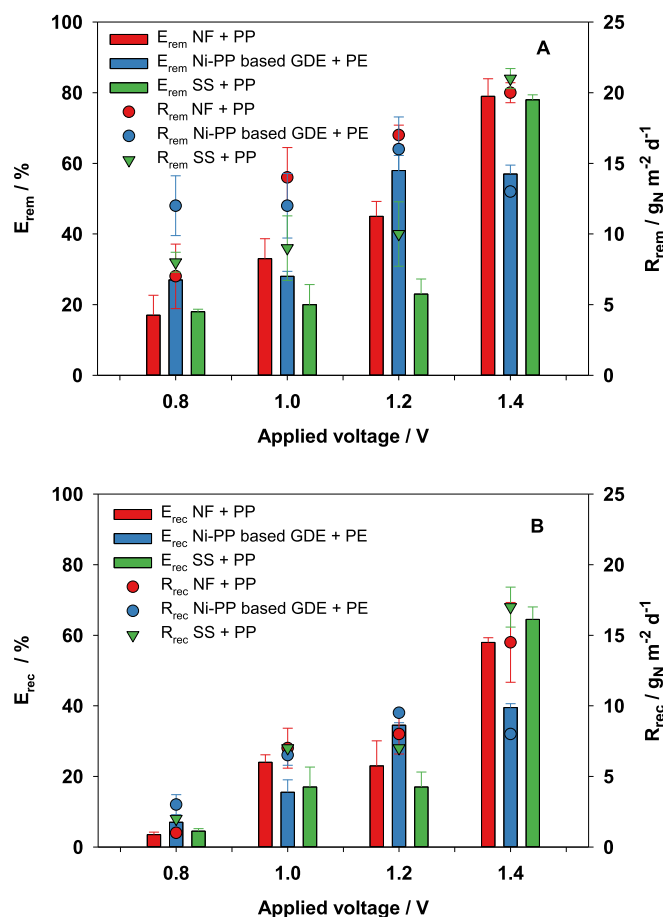 100
80
60
40
20
0
E_rem / %
E_rem NF + PP
E_rem Ni-PP based GDE + PE
E_rem SS + PP
R_rem NF + PP
R_rem Ni-PP based GDE + PE
R_rem SS + PP
A
25
20
15
10
5
0
R_rem / g_N m^-2 d^-1
0.8 1.0 1.2 1.4
Applied voltage / V
100
80
60
40
20
0
E_rec / %
E_rec NF + PP
E_rec Ni-PP based GDE + PE
E_rec SS + PP
R_rec NF + PP
R_rec Ni-PP based GDE + PE
R_rec SS + PP
B
25
20
15
10
5
0
R_rec / g_N m^-2 d^-1
0.8 1.0 1.2 1.4
Applied voltage / V